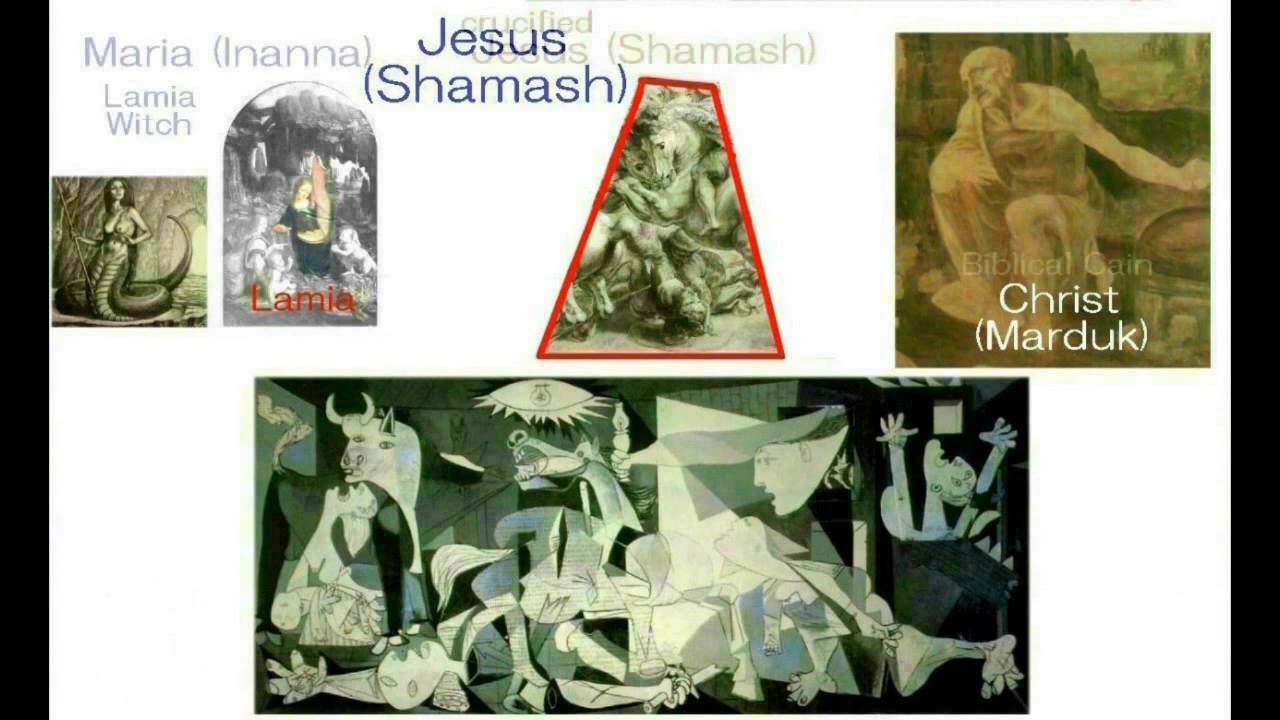 crucified
Jesus (Shamash)
Jesus
(Shamash)
Maria (Inanna)
Lamia
Witch
Lamia
Biblical Cain
Christ
(Marduk)